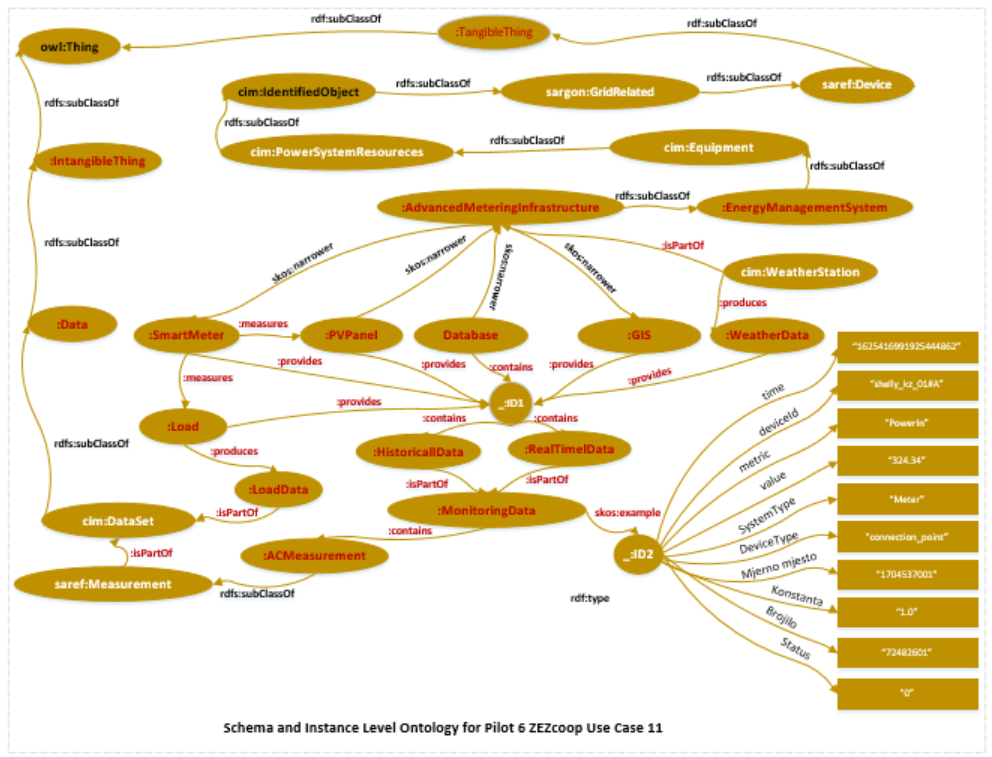 rdf:subClassOf
rdf:subClassOf
:TangibleThing
owl:Thing
cim:IdentifiedObject
rdfs:subClassOf
sargon:GridRelated
rdfs:subClassOf
saref:Device
rdfs:subClassOf
rdfs:subClassOf
cim:PowerSystemResoureces
rdfs:subClassOf
cim:Equipment
:IntangibleThing
rdfs:subClassOf
:AdvancedMeteringInfrastructure
rdfs:subClassOf
:EnergyManagementSystem
rdfs:subClassOf
skos:narrower
skos:narrower
skos:narrower
skos:narrower
:isPartOf
cim:WeatherStation
:produces
:Data
:SmartMeter
:measures
:PVPanel
Database
:GIS
:WeatherData
:measures
:provides
:provides
:contains
:provides
:provides
:provides
_:ID1
:Load
:contains
:contains
:produces
:HistoricallData
:RealTimelData
rdfs:subClassOf
:LoadData
:isPartOf
:isPartOf
:isPartOf
:MonitoringData
skos:example
cim:DataSet
:contains
:isPartOf
:ACMeasurement
_:ID2
saref:Measurement
rdfs:subClassOf
rdf:type
time
"1625416991925444862"
deviceId
"shelly_kz_01#A"
metric
"PowerIn"
value
"324.34"
SystemType
"Meter"
DeviceType
"connection_point"
Mjerno mjesto
"1704537001"
Konstanta
"1.0"
Brojilo
"72482601"
Status
"0"
Schema and Instance Level Ontology for Pilot 6 ZEZcoop Use Case 11